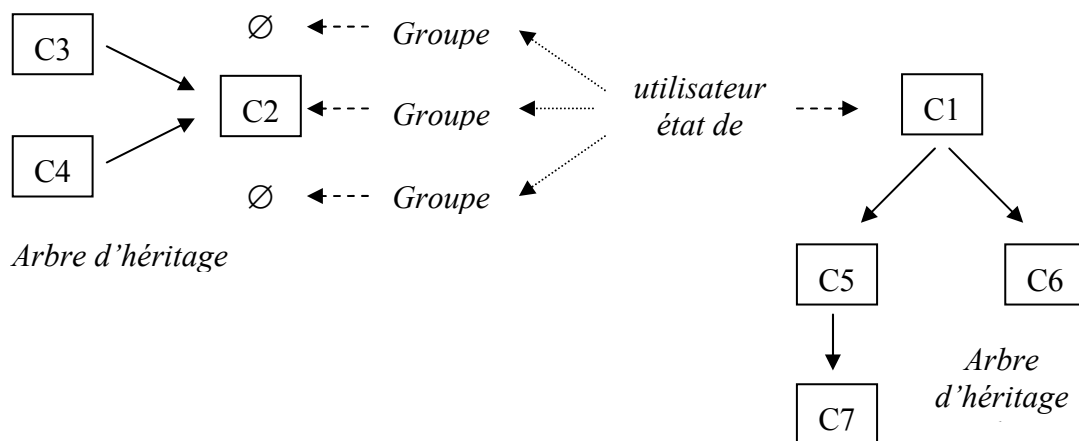 C3
∅
Groupe
C2
Groupe
utilisateur
état de
C1
C4
∅
Groupe
Arbre d’héritage
C5
C6
Arbre
d’héritage
C7